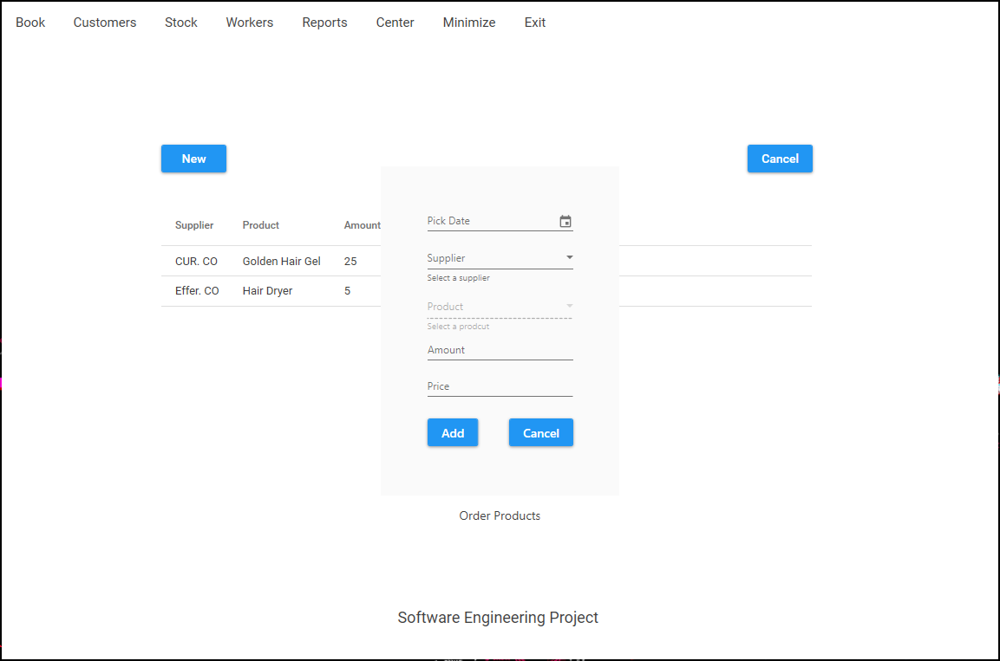 Book Customers Stock Workers Reports Center Minimize Exit
New Cancel
Pick Date
Supplier Product Amount
Supplier
CUR. CO Golden Hair Gel 25
Select a supplier
Effer. CO Hair Dryer 5
Product
Select a prodcut
Amount
Price
Add Cancel
Order Products
Software Engineering Project